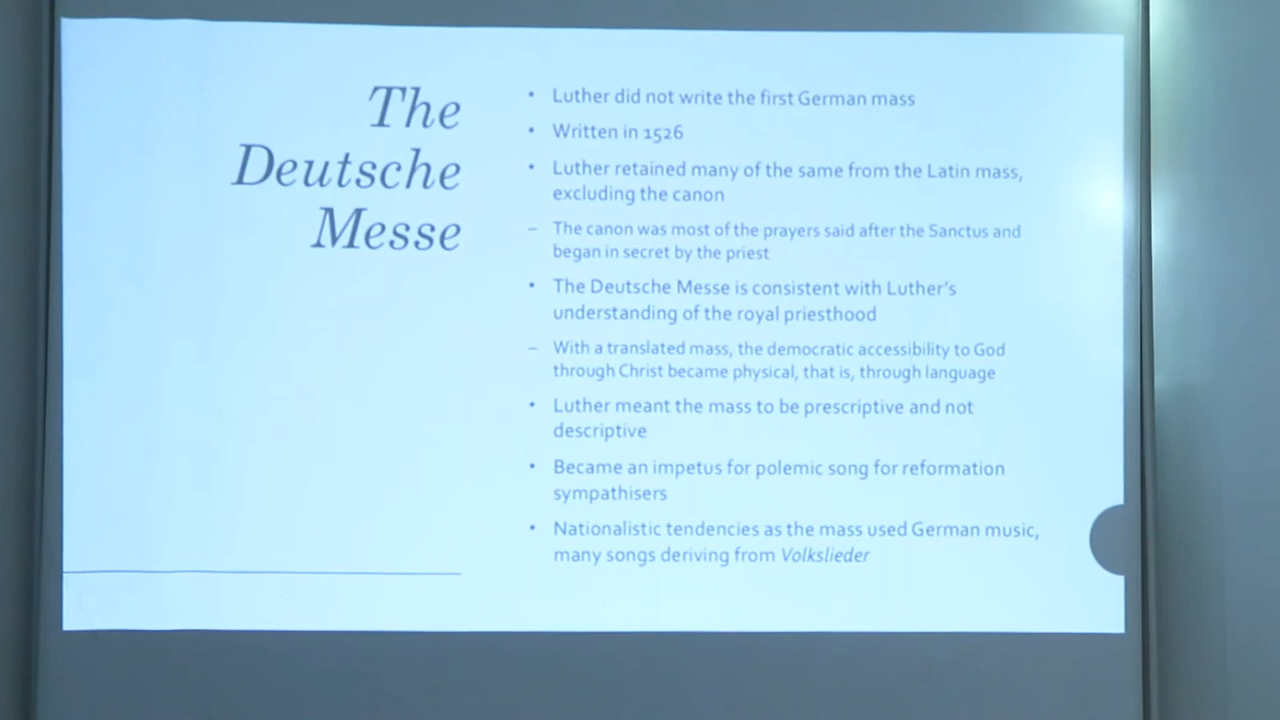 The
Deutsche
Messe
• Luther did not write the first German mass
• Written in 1526
• Luther retained many of the same from the Latin mass,
excluding the canon
– The canon was most of the prayers said after the Sanctus and
began in secret by the priest
• The Deutsche Messe is consistent with Luther's
understanding of the royal priesthood
– With a translated mass, the democratic accessibility to God
through Christ became physical, that is, through language
• Luther meant the mass to be prescriptive and not
descriptive
• Became an impetus for polemic song for reformation
sympathisers
• Nationalistic tendencies as the mass used German music,
many songs deriving from Volkslieder